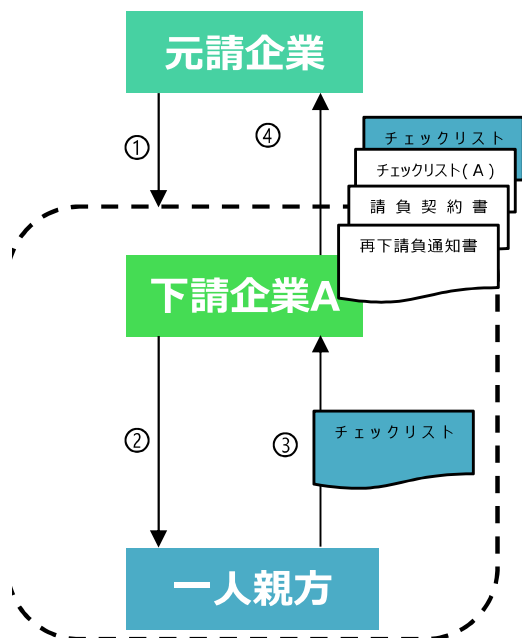 元請企業
①
④
チェックリスト
チェックリスト(A)
請負契約書
再下請負通知書
下請企業A
②
③
チェックリスト
一人親方